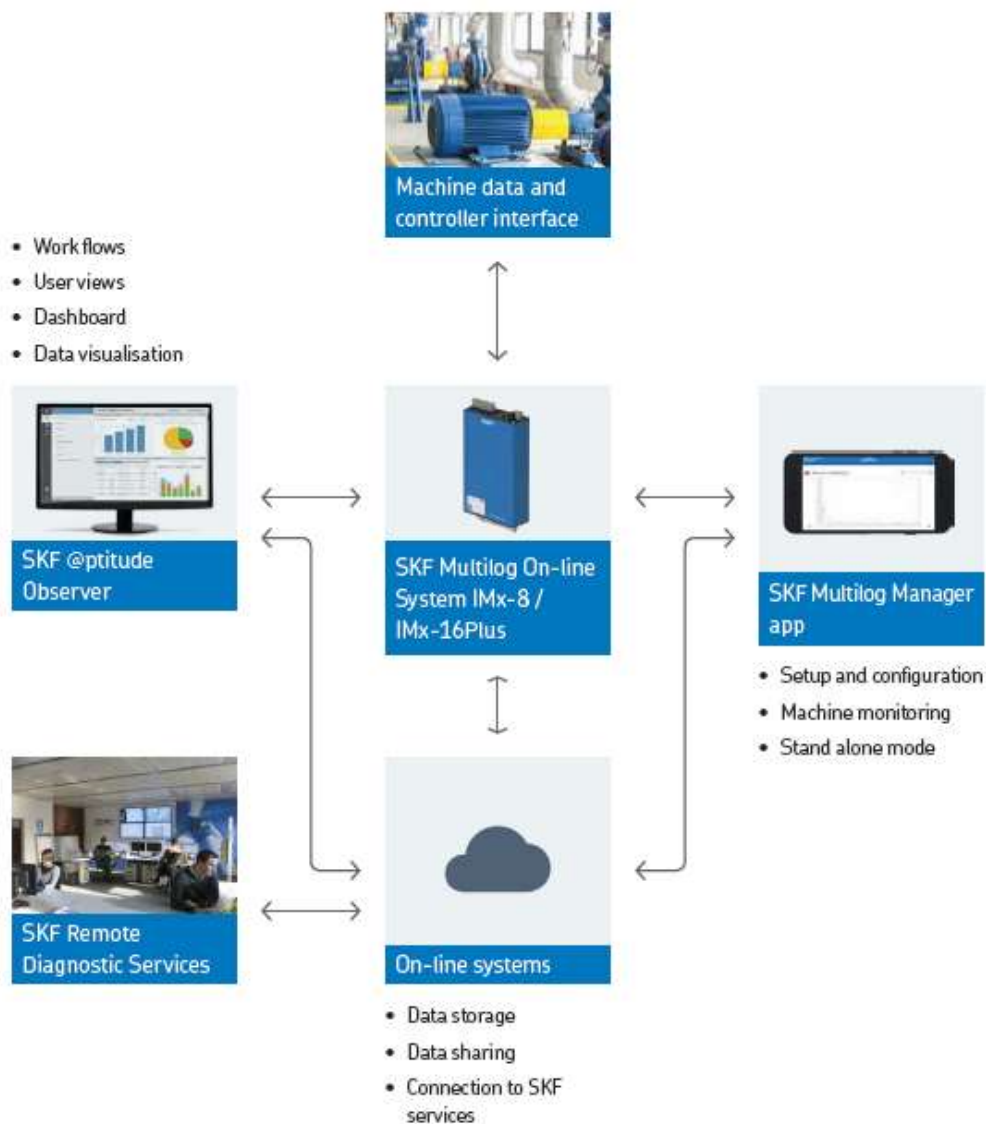 Machine data and
controller interface
• Work flows
• User views
• Dashboard
• Data visualisation
SKF @ptitude
Observer
SKF Multilog On-line
System IMx-8 /
IMx-16Plus
SKF Multilog Manager
app
• Setup and configuration
• Machine monitoring
• Stand alone mode
SKF Remote
Diagnostic Services
On-line systems
• Data storage
• Data sharing
• Connection to SKF
services